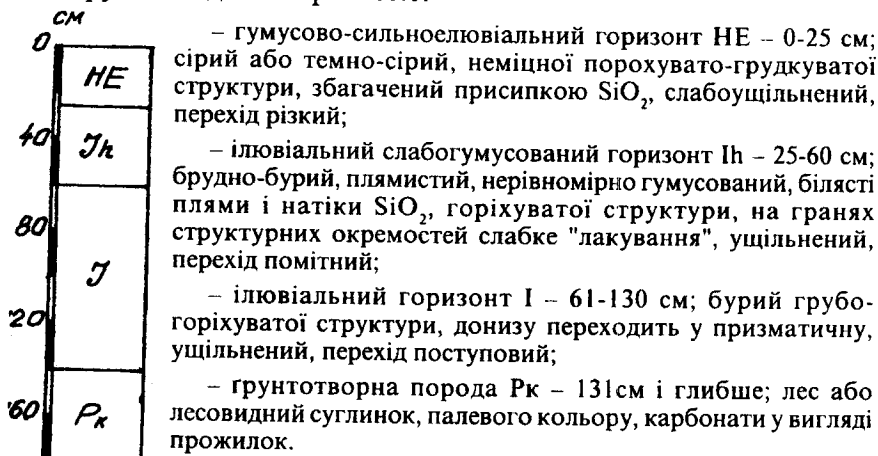 см
0
НЕ
40
Ih
80
I
20
60
Рк
– гумусово-сильноелювіальний горизонт НЕ – 0-25 см;
сірий або темно-сірий, неміцної порохувато-грудкуватої
структури, збагачений присипкою SiO₂, слабоущільнений,
перехід різкий;
– ілювіальний слабогумусований горизонт Ih – 25-60 см;
брудно-бурий, плямистий, нерівномірно гумусований, білясті
плями і натіки SiO₂, горіхуватої структури, на гранях
структурних окремостей слабке "лакування", ущільнений,
перехід помітний;
– ілювіальний горизонт І – 61-130 см; бурий грубо-
горіхуватої структури, донизу переходить у призматичну,
ущільнений, перехід поступовий;
– ґрунтотворна порода Рк – 131см і глибше; лес або
лесовидний суглинок, палевого кольору, карбонати у вигляді
прожилок.